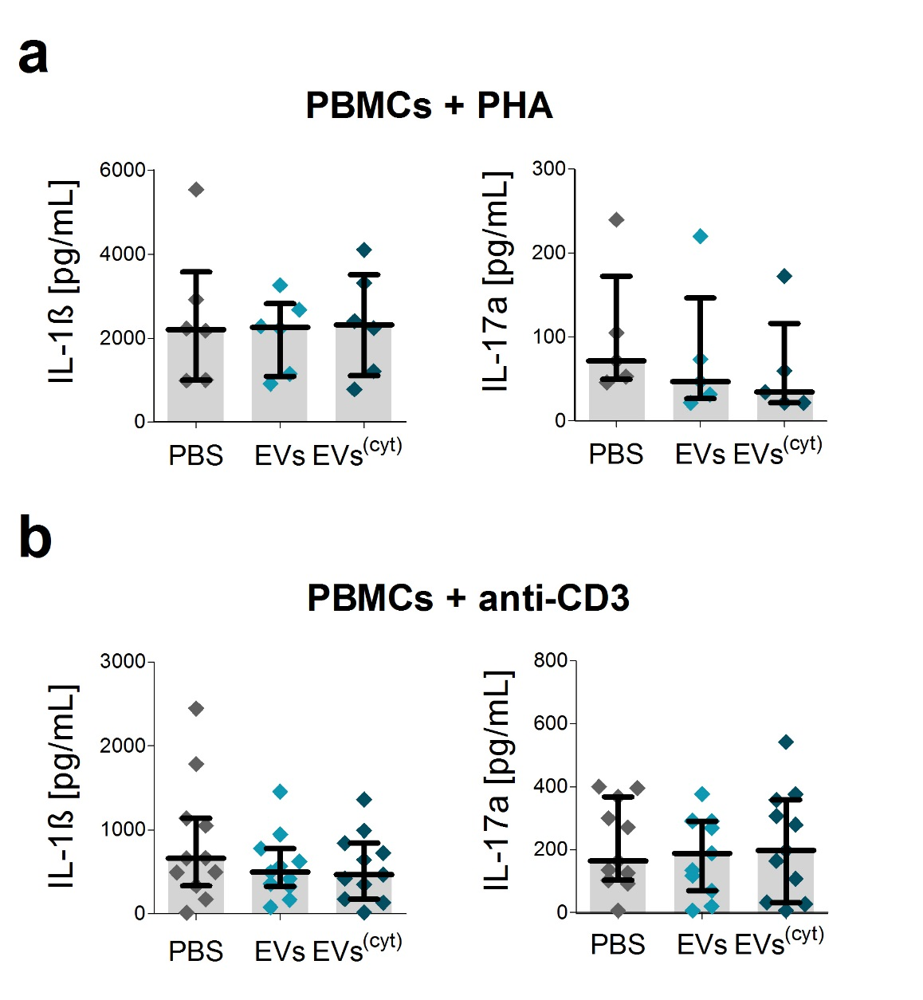 a
PBMCs + PHA
IL-1ß [pg/mL]
6000
4000
2000
0
PBS EVs EVs(cyt)
IL-17a [pg/mL]
300
200
100
0
PBS EVs EVs(cyt)
b
PBMCs + anti-CD3
IL-1ß [pg/mL]
3000
2000
1000
0
PBS EVs EVs(cyt)
IL-17a [pg/mL]
800
600
400
200
0
PBS EVs EVs(cyt)